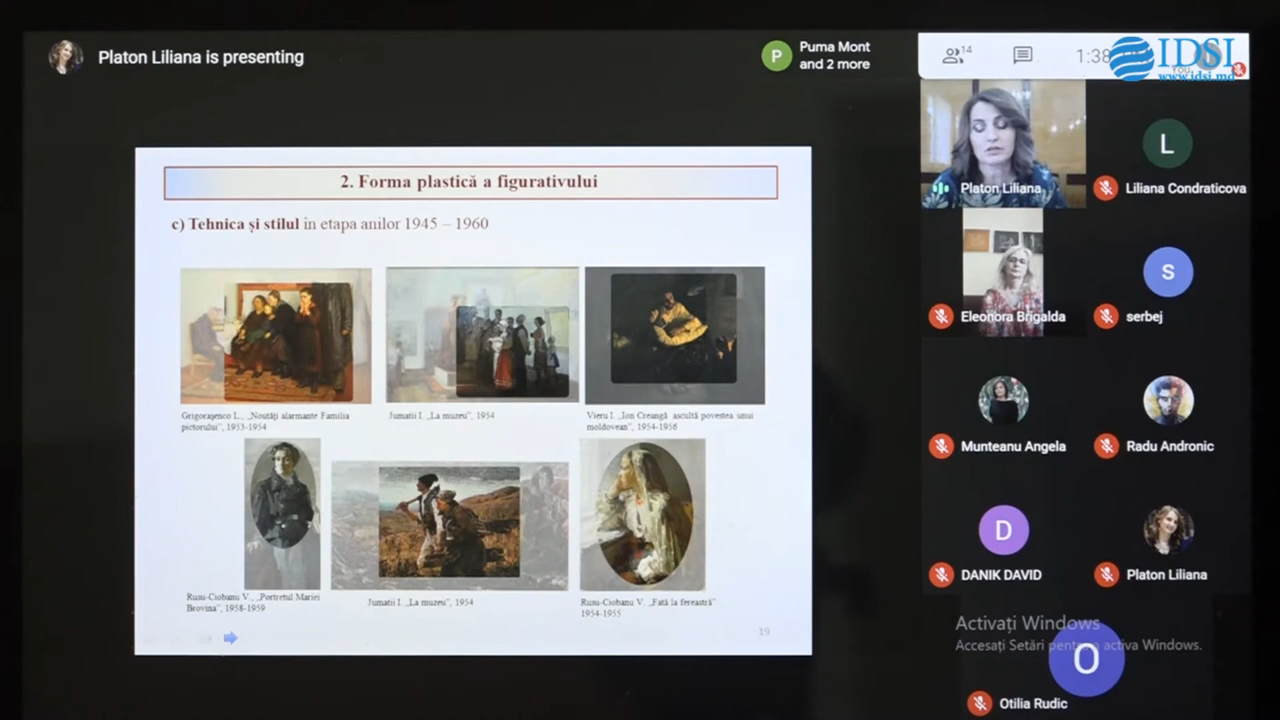 Platon Liliana is presenting
P
Puma Mont
and 2 more
14
1:38
IDSI
www.idsi.md
You
2. Forma plastică a figurativului
c) Tehnica și stilul în etapa anilor 1945 – 1960
Grigorașenco L., „Noutăți alarmante Familia
pictorului”, 1953-1954
Jumatii I. „La muzeu”, 1954
Vieru I. „Ion Creangă ascultă povestea unui
moldovean”, 1954-1956
Rusu-Ciobanu V., „Portretul Mariei
Brovina”, 1958-1959
Jumatii I. „La muzeu”, 1954
Rusu-Ciobanu V. „Fată la fereastră”
1954-1955
19
Platon Liliana
L
Liliana Condraticova
Eleonora Brigalda
S
serbej
Munteanu Angela
Radu Andronic
D
DANIK DAVID
Platon Liliana
Activați Windows
Accesați Setări pentru a activa Windows.
O
Otilia Rudic